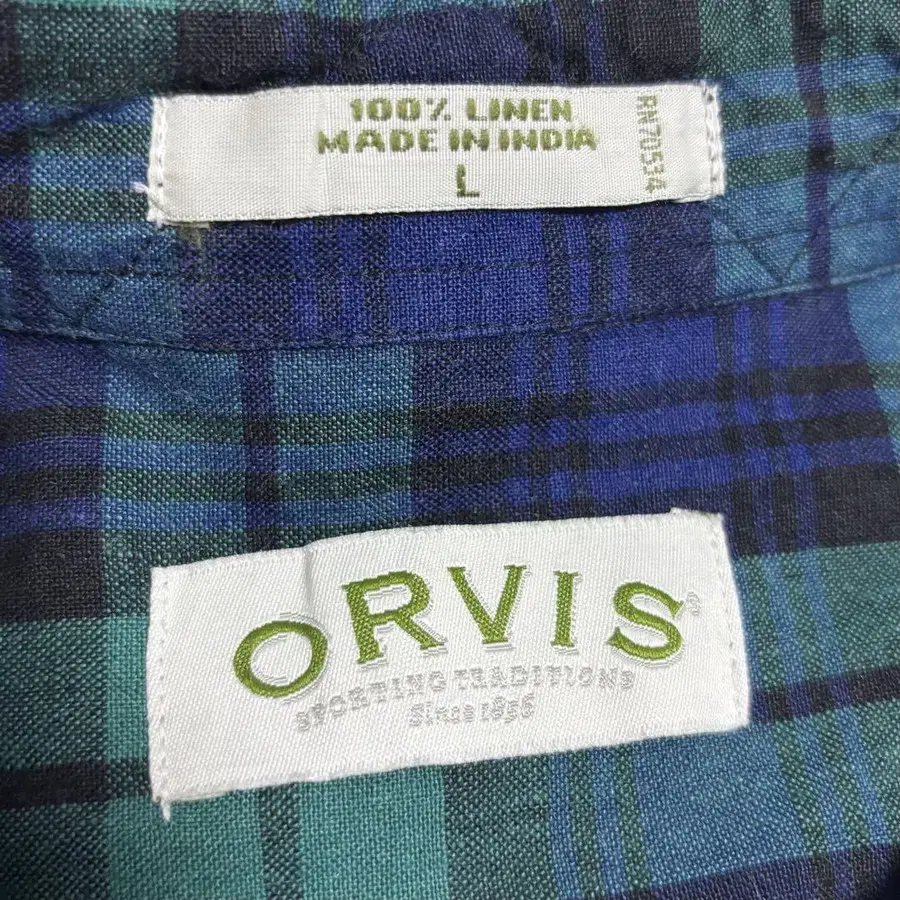 100% LINEN
MADE IN INDIA
L
RN70534
ORVIS®
SPORTING TRADITIONS
Since 1856